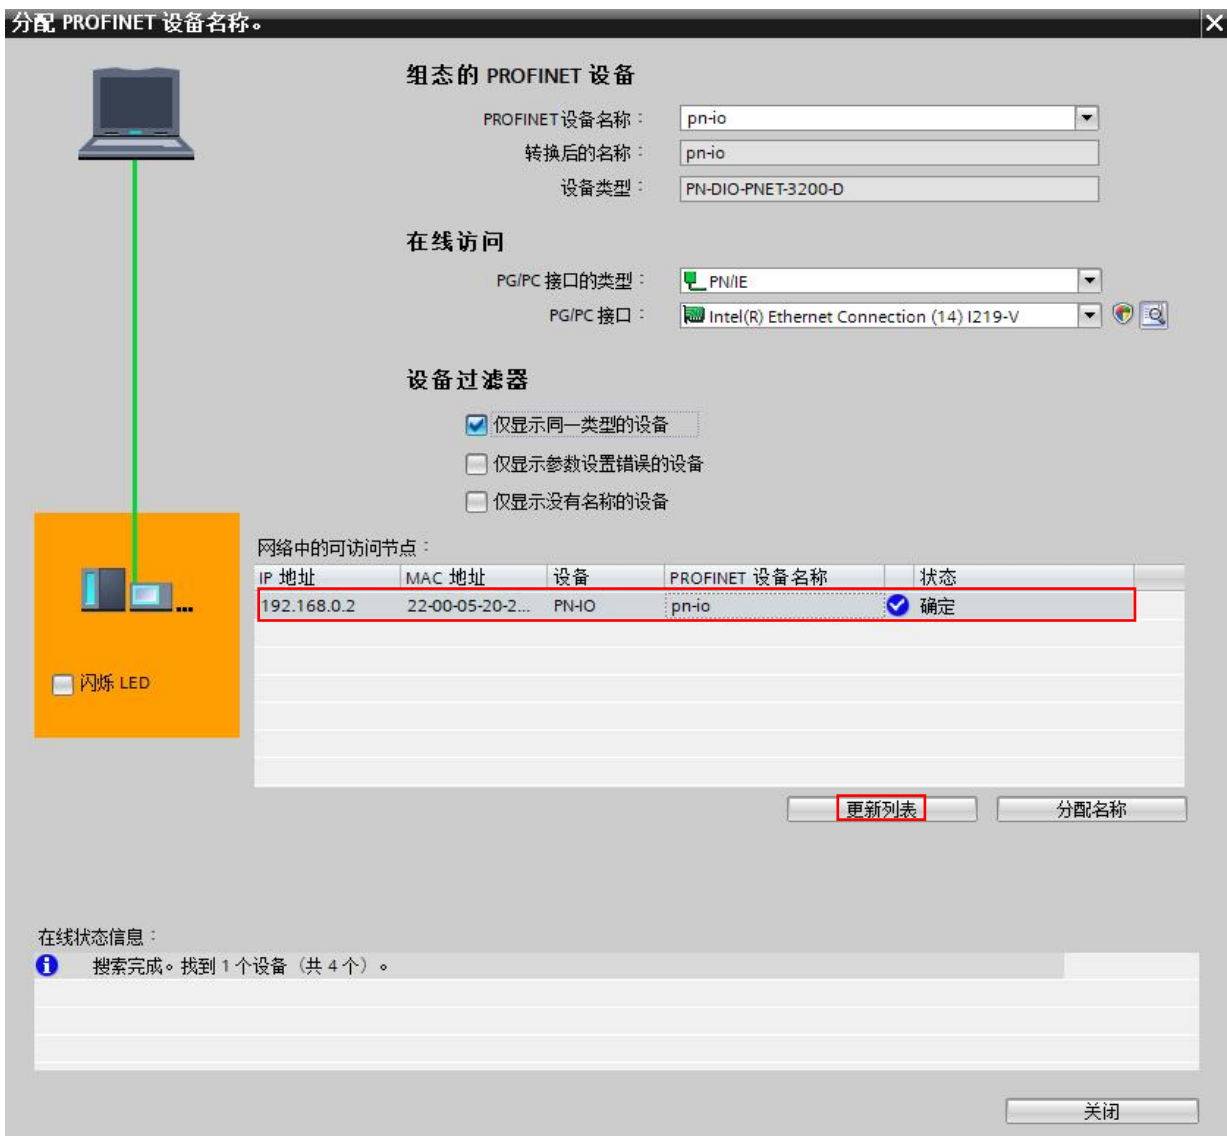 分配 PROFINET 设备名称。
组态的 PROFINET 设备
PROFINET设备名称： pn-io
转换后的名称： pn-io
设备类型： PN-DIO-PNET-3200-D
在线访问
PG/PC 接口的类型： PN/IE
PG/PC 接口： Intel(R) Ethernet Connection (14) I219-V
设备过滤器
仅显示同一类型的设备
仅显示参数设置错误的设备
仅显示没有名称的设备
网络中的可访问节点：
IP 地址 MAC 地址 设备 PROFINET 设备名称 状态
192.168.0.2 22-00-05-20-2... PN-IO pn-io 确定
闪烁 LED
更新列表 分配名称
在线状态信息：
搜索完成。找到 1 个设备（共 4 个）。
关闭